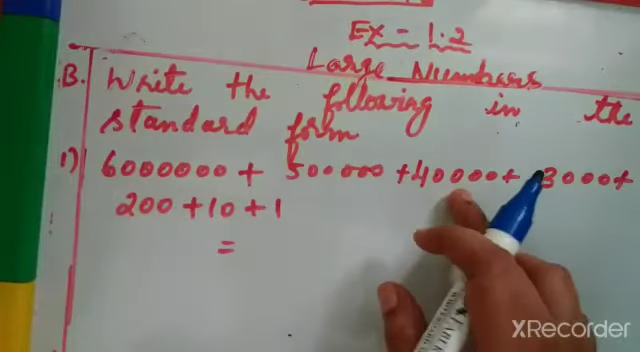 Ex - 1.2
Large Numbers
B. Write the following in the
standard form
1) 6000000 + 500000 + 40000 + 3000 +
200 + 10 + 1
=
XRecorder